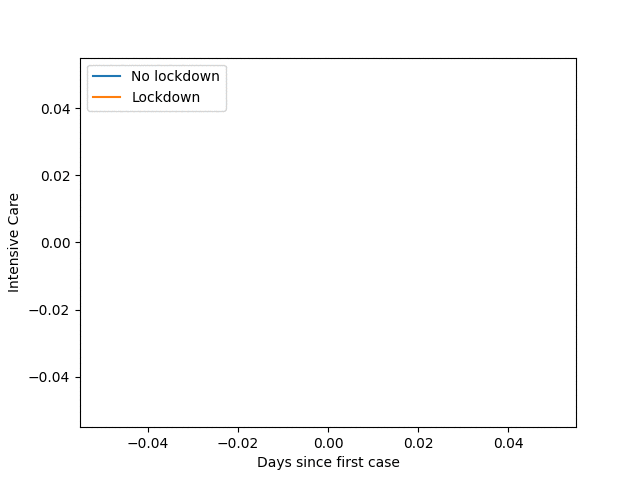 No lockdown
Lockdown
0.04
0.02
0.00
−0.02
−0.04
Intensive Care
−0.04 −0.02 0.00 0.02 0.04
Days since first case